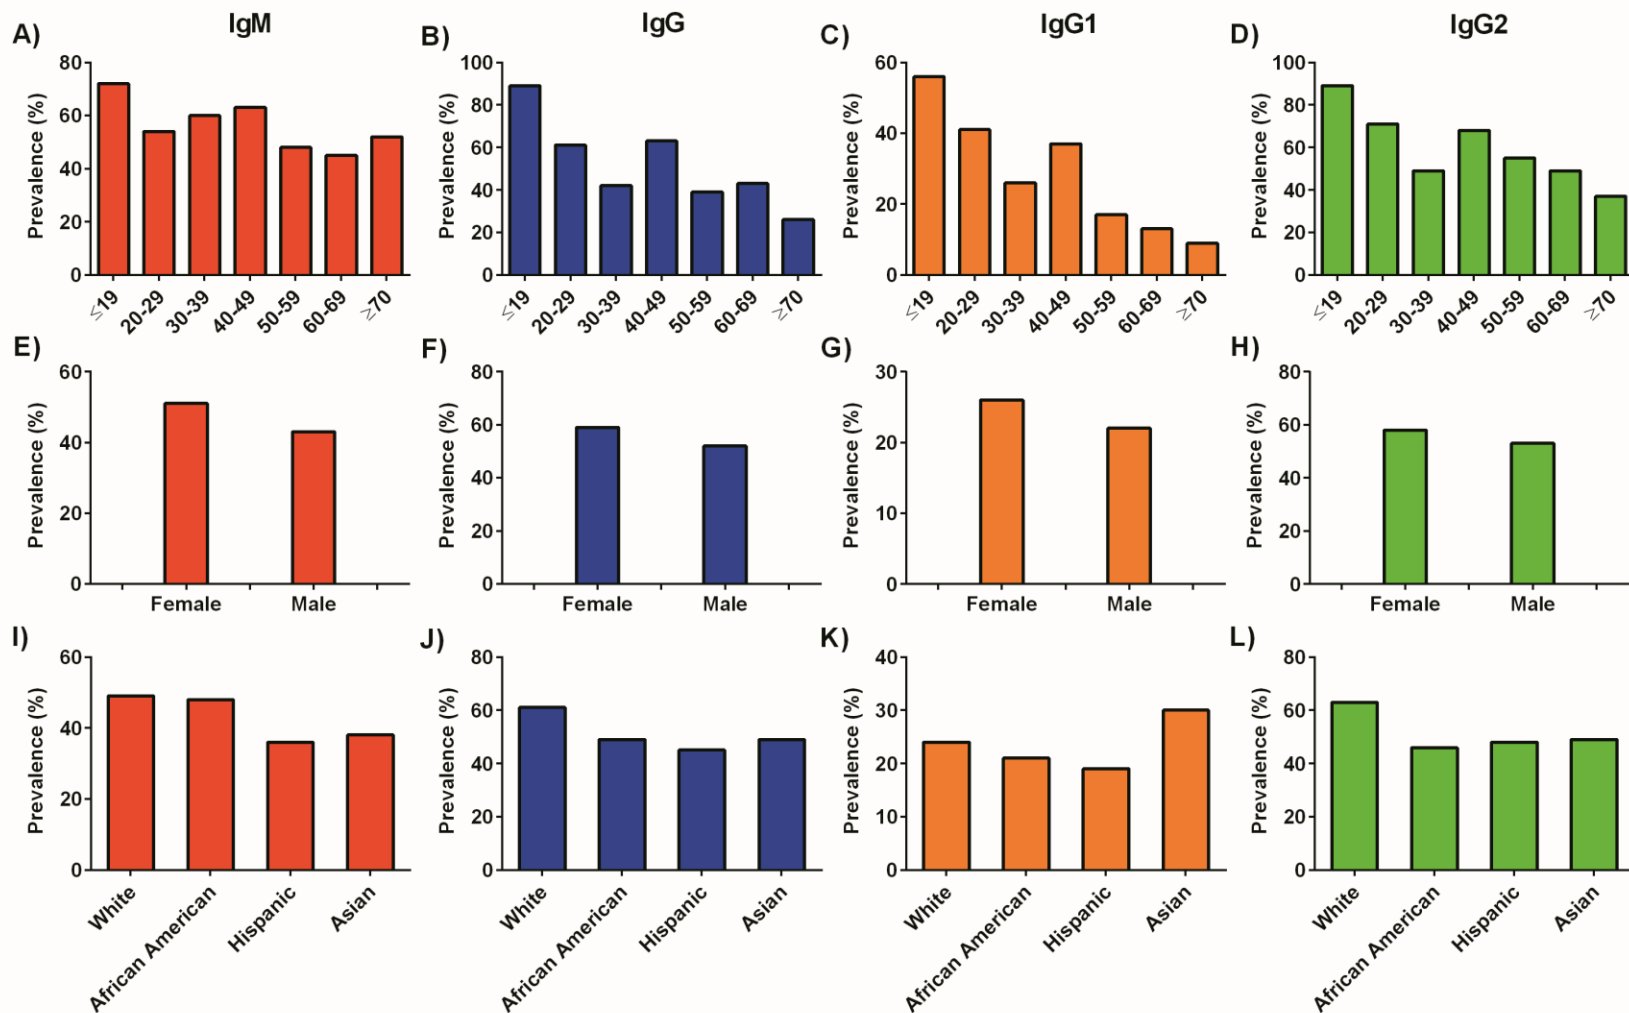 IgM IgG IgG1 IgG2
A) B) C) D)
Prevalence (%) Prevalence (%) Prevalence (%) Prevalence (%)
80 100 60 100
60 80 40 80
40 60 20 60
20 40 0 40
0 20 20
0 0
≤19 20-29 30-39 40-49 50-59 60-69 ≥70
≤19 20-29 30-39 40-49 50-59 60-69 ≥70
≤19 20-29 30-39 40-49 50-59 60-69 ≥70
≤19 20-29 30-39 40-49 50-59 60-69 ≥70
E) F) G) H)
Prevalence (%) Prevalence (%) Prevalence (%) Prevalence (%)
60 80 30 80
40 60 20 60
20 40 10 40
0 20 0 20
0 0
Female Male Female Male Female Male Female Male
I) J) K) L)
Prevalence (%) Prevalence (%) Prevalence (%) Prevalence (%)
60 80 40 80
40 60 30 60
20 40 20 40
0 20 10 20
0 0 0
White African American Hispanic Asian
White African American Hispanic Asian
White African American Hispanic Asian
White African American Hispanic Asian